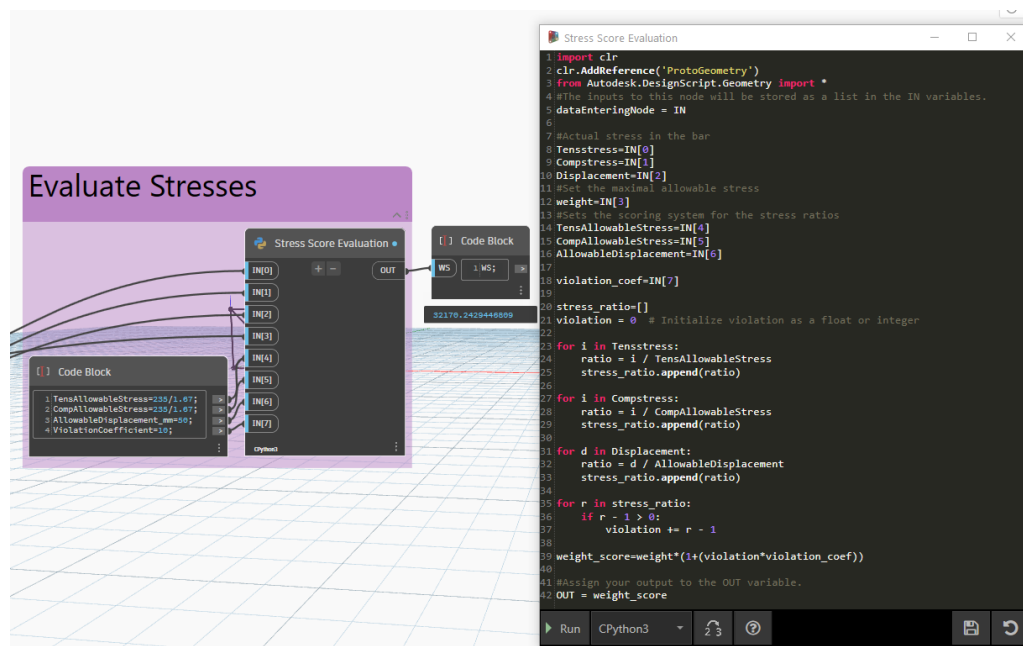 Evaluate Stresses
Stress Score Evaluation
IN[0]
+ -
OUT
IN[1]
IN[2]
IN[3]
IN[4]
IN[5]
IN[6]
IN[7]
CPython3
Code Block
WS
1 WS;
>
32170.2429446809
Code Block
1 TensAllowableStress=235/1.67; >
2 CompAllowableStress=235/1.67; >
3 AllowableDisplacement_mm=50; >
4 ViolationCoefficient=10; >
Stress Score Evaluation
1 import clr
2 clr.AddReference('ProtoGeometry')
3 from Autodesk.DesignScript.Geometry import *
4 #The inputs to this node will be stored as a list in the IN variables.
5 dataEnteringNode = IN
6
7 #Actual stress in the bar
8 Tensstress=IN[0]
9 Compstress=IN[1]
10 Displacement=IN[2]
11 #Set the maximal allowable stress
12 weight=IN[3]
13 #Sets the scoring system for the stress ratios
14 TensAllowableStress=IN[4]
15 CompAllowableStress=IN[5]
16 AllowableDisplacement=IN[6]
17
18 violation_coef=IN[7]
19
20 stress_ratio=[]
21 violation = 0 # Initialize violation as a float or integer
22
23 for i in Tensstress:
24 ratio = i / TensAllowableStress
25 stress_ratio.append(ratio)
26
27 for i in Compstress:
28 ratio = i / CompAllowableStress
29 stress_ratio.append(ratio)
30
31 for d in Displacement:
32 ratio = d / AllowableDisplacement
33 stress_ratio.append(ratio)
34
35 for r in stress_ratio:
36 if r - 1 > 0:
37 violation += r - 1
38
39 weight_score=weight*(1+(violation*violation_coef))
40
41 #Assign your output to the OUT variable.
42 OUT = weight_score
Run CPython3 2 3